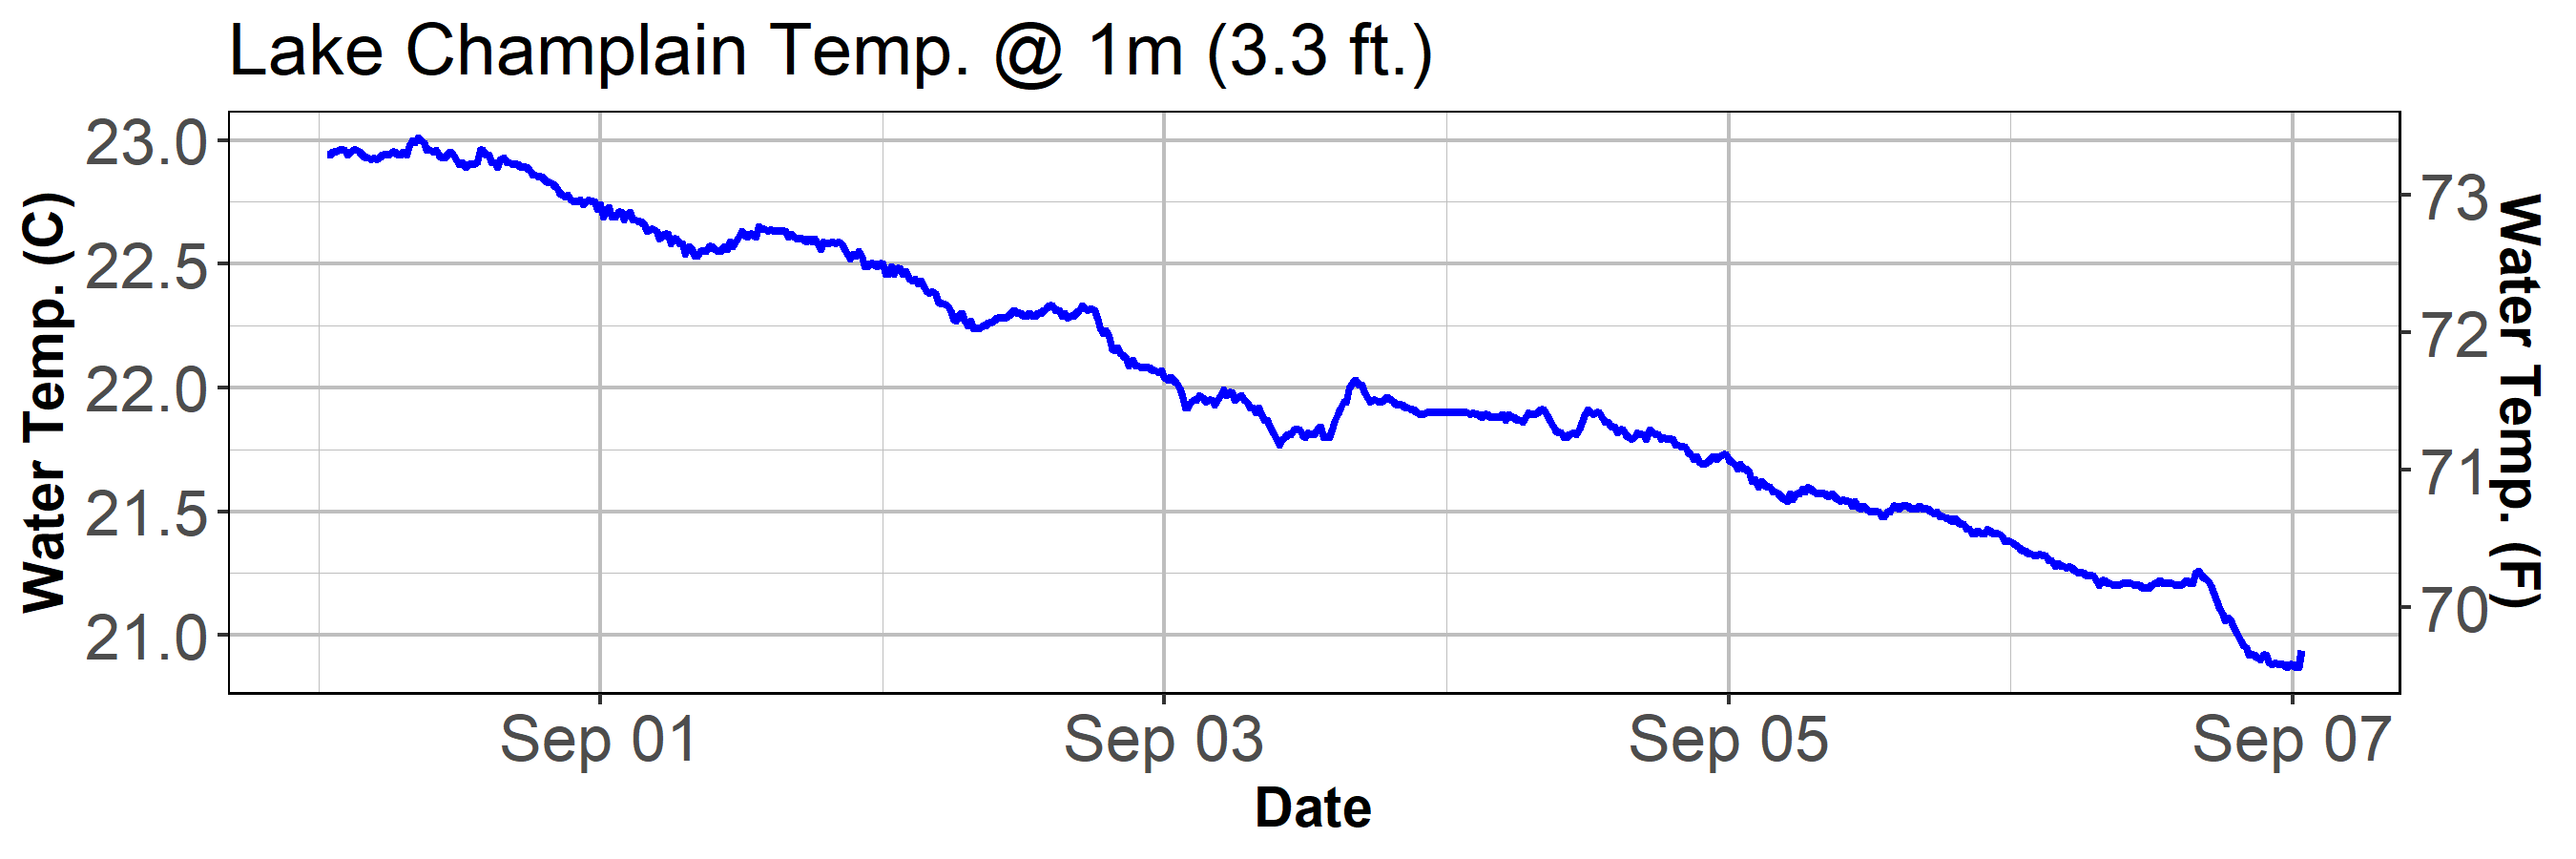 Lake Champlain Temp. @ 1m (3.3 ft.)
Water Temp. (C)
23.0
22.5
22.0
21.5
21.0
73
72
71
70
Water Temp. (F)
Sep 01 Sep 03 Sep 05 Sep 07
Date